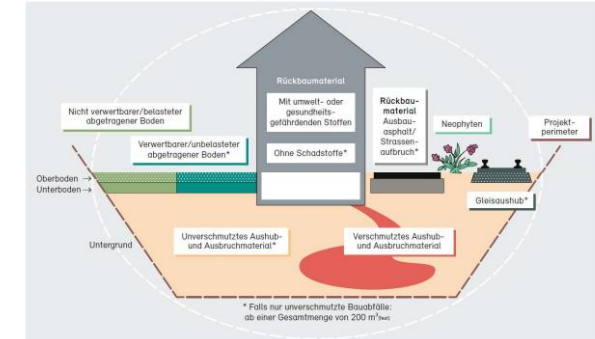 Rückbaumaterial
Mit umwelt- oder
gesundheits-
gefährdenden Stoffen
Ohne Schadstoffe*
Nicht verwertbarer/belasteter
abgetragener Boden
Verwertbarer/unbelasteter
abgetragener Boden*
Rückbau-
material
Ausbau-
asphalt/
Strassen-
aufbruch*
Neophyten
Projekt-
perimeter
Oberboden →
Unterboden →
Gleisaushub*
Untergrund
Unverschmutztes Aushub-
und Ausbruchmaterial*
Verschmutztes Aushub-
und Ausbruchmaterial
* Falls nur unverschmutzte Bauabfälle:
ab einer Gesamtmenge von 200 m³(fest)